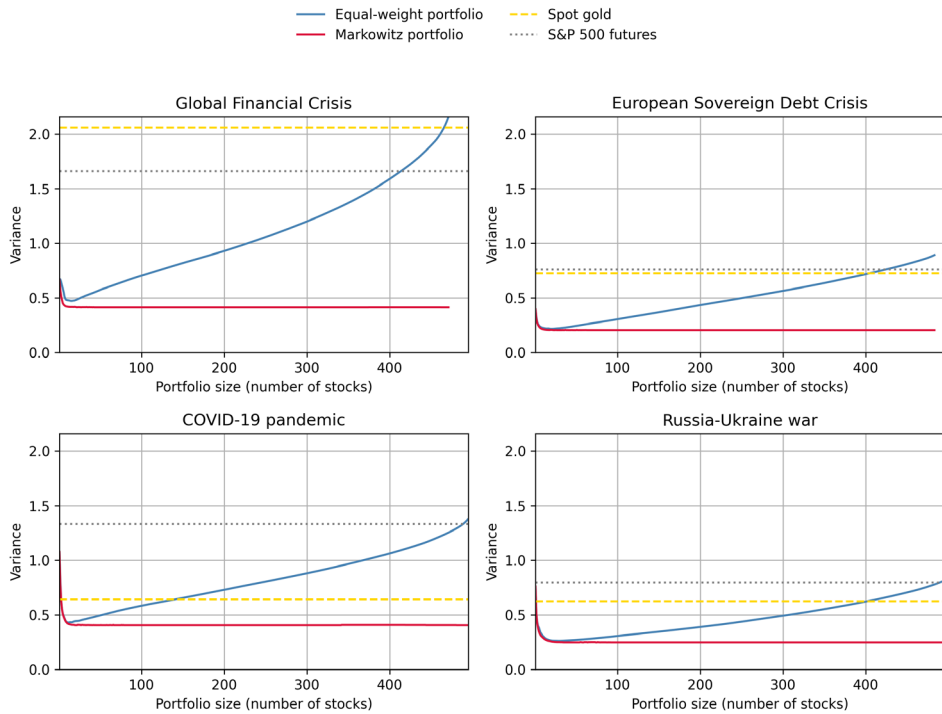 Equal-weight portfolio
Markowitz portfolio
Spot gold
S&P 500 futures
Global Financial Crisis
2.0
1.5
1.0
0.5
0.0
Variance
100 200 300 400
Portfolio size (number of stocks)
European Sovereign Debt Crisis
2.0
1.5
1.0
0.5
0.0
Variance
100 200 300 400
Portfolio size (number of stocks)
COVID-19 pandemic
2.0
1.5
1.0
0.5
0.0
Variance
100 200 300 400
Portfolio size (number of stocks)
Russia-Ukraine war
2.0
1.5
1.0
0.5
0.0
Variance
100 200 300 400
Portfolio size (number of stocks)